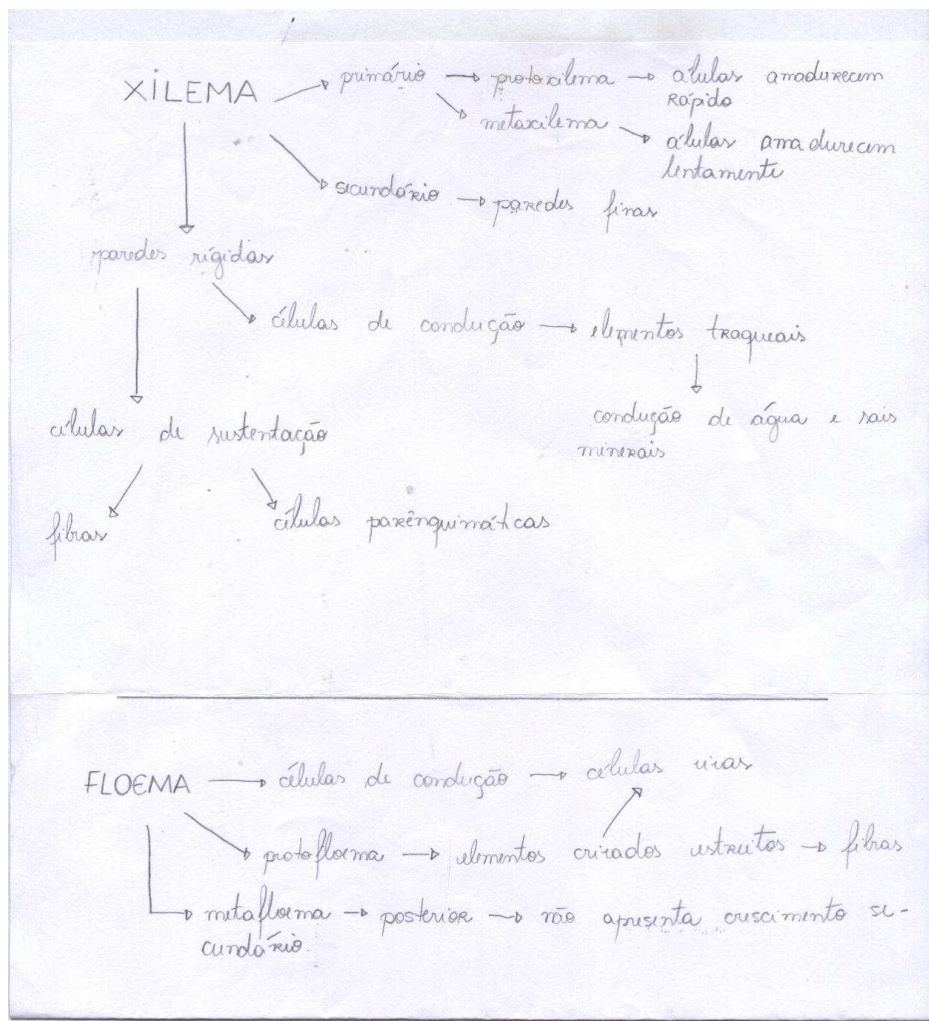 XILEMA → primário → protoxilema → células amadurecem
rápido
→ metaxilema → células amadurecem
lentamente
→ secundário → paredes finas
paredes rígidas
→ células de condução → elementos traqueais
células de sustentação
condução de água e sais
minerais
fibras
células parênquimáticas
FLOEMA → células de condução → células vivas
→ protofloema → elementos crivados estreitos → fibras
→ metafloema → posterior → não apresenta crescimento se-
cundário.